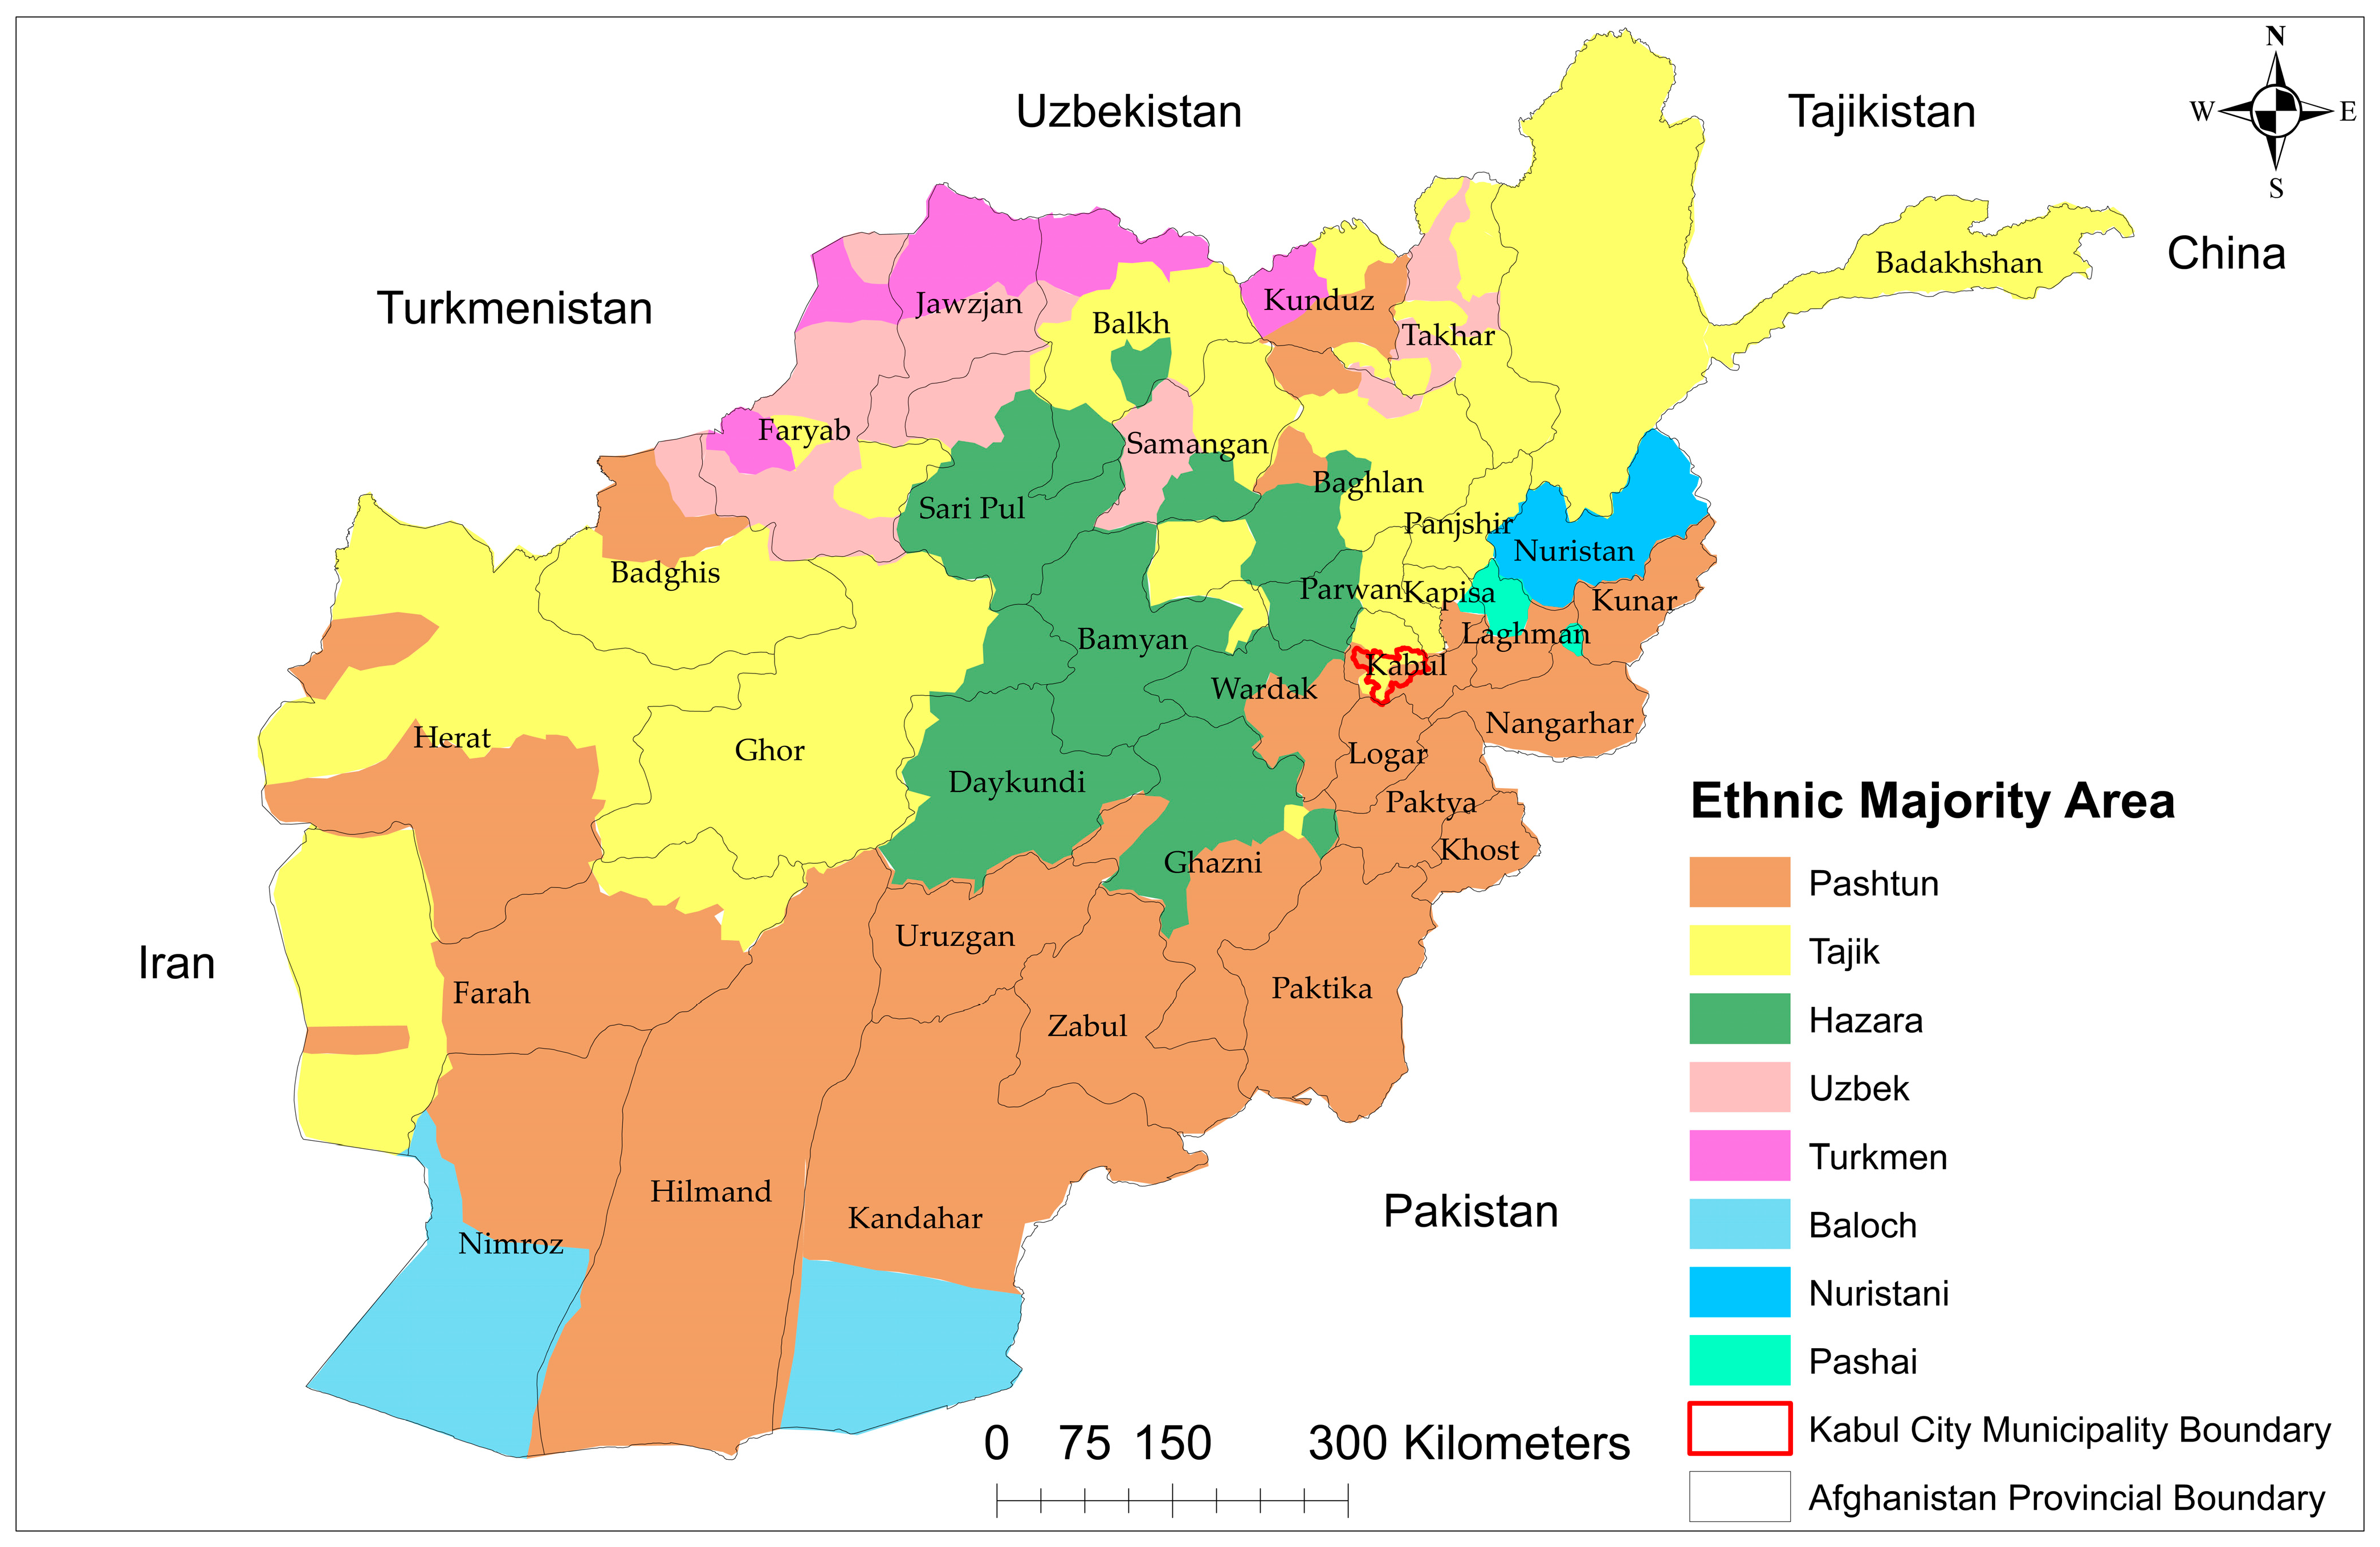 N
W E
S
Uzbekistan
Tajikistan
China
Turkmenistan
Badakhshan
Jawzjan
Balkh
Kunduz
Takhar
Faryab
Samangan
Baghlan
Sari Pul
Panjshir
Nuristan
Badghis
Parwan
Kapisa
Kunar
Bamyan
Laghman
Kabul
Wardak
Herat
Ghor
Nangarhar
Logar
Daykundi
Paktya
Khost
Ghazni
Uruzgan
Iran
Farah
Paktika
Zabul
Hilmand
Kandahar
Pakistan
Nimroz
Ethnic Majority Area
Pashtun
Tajik
Hazara
Uzbek
Turkmen
Baloch
Nuristani
Pashai
Kabul City Municipality Boundary
Afghanistan Provincial Boundary
0 75 150 300 Kilometers